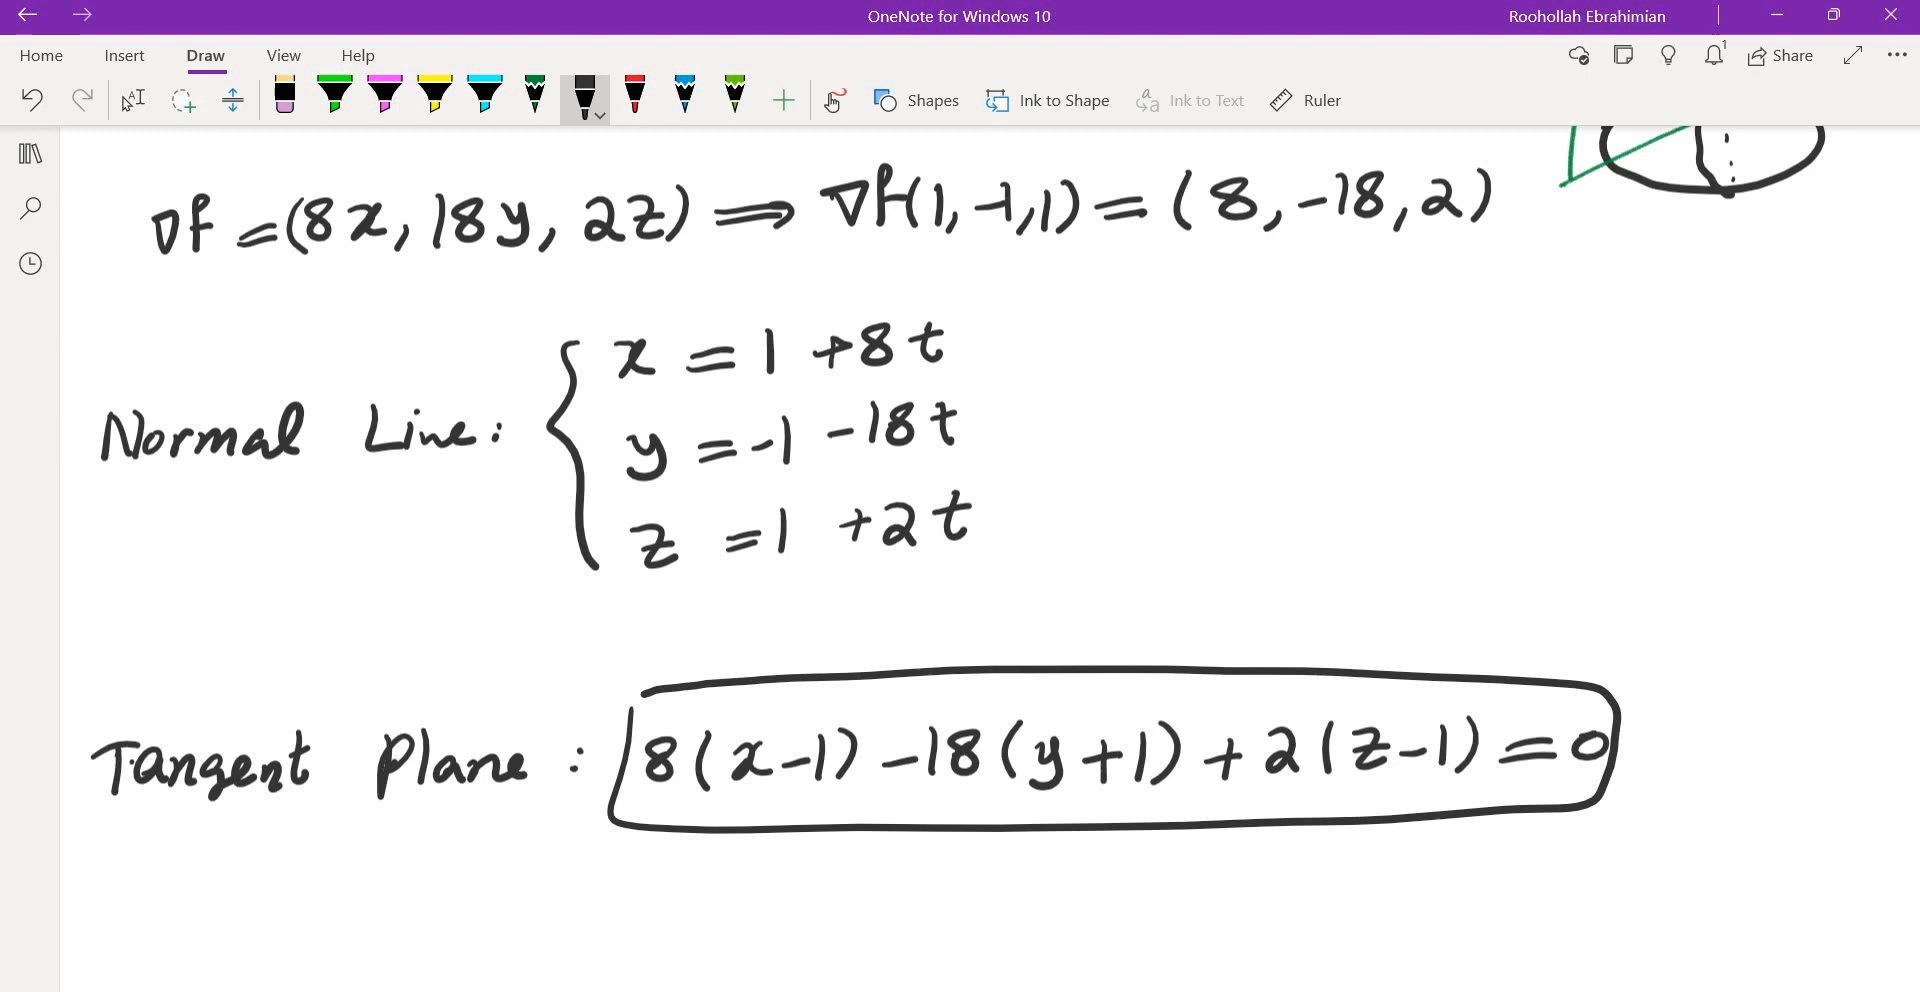 OneNote for Windows 10
Roohollah Ebrahimian
Home Insert Draw View Help
1
Share
Shapes Ink to Shape Ink to Text Ruler
∇f = (8x, 18y, 2z) ⟹ ∇f(1, -1, 1) = (8, -18, 2)
Normal Line: { x = 1 + 8t
y = -1 - 18t
z = 1 + 2t
Tangent Plane : 8(x-1) - 18(y+1) + 2(z-1) = 0